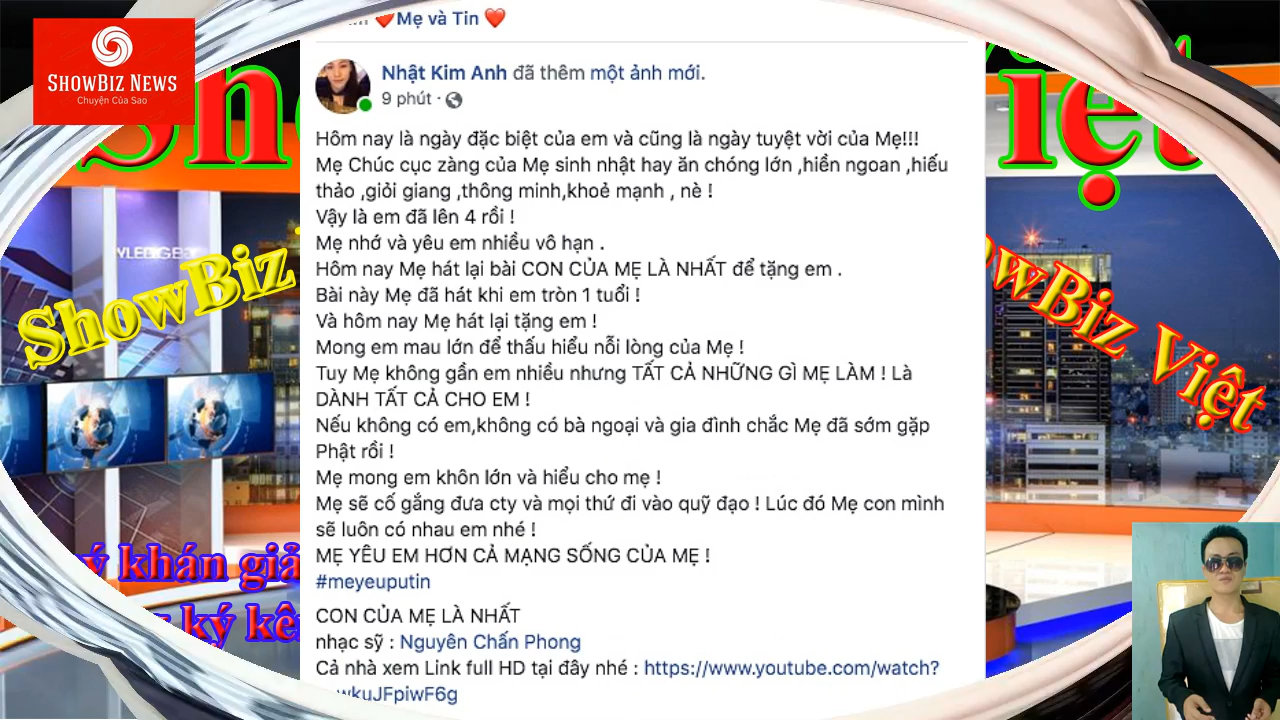 Mẹ và Tin
SHOWBIZ NEWS
Chuyện Của Sao
Nhật Kim Anh đã thêm một ảnh mới.
9 phút ·
Hôm nay là ngày đặc biệt của em và cũng là ngày tuyệt vời của Mẹ!!!
Mẹ Chúc cục zàng của Mẹ sinh nhật hay ăn chóng lớn ,hiền ngoan ,hiếu
thảo ,giỏi giang ,thông minh,khoẻ mạnh , nè !
Vậy là em đã lên 4 rồi !
Mẹ nhớ và yêu em nhiều vô hạn .
Hôm nay Mẹ hát lại bài CON CỦA MẸ LÀ NHẤT để tặng em .
Bài này Mẹ đã hát khi em tròn 1 tuổi !
Và hôm nay Mẹ hát lại tặng em !
Mong em mau lớn để thấu hiểu nỗi lòng của Mẹ !
Tuy Mẹ không gần em nhiều nhưng TẤT CẢ NHỮNG GÌ MẸ LÀM ! Là
DÀNH TẤT CẢ CHO EM !
Nếu không có em,không có bà ngoại và gia đình chắc Mẹ đã sớm gặp
Phật rồi !
Mẹ mong em khôn lớn và hiểu cho mẹ !
Mẹ sẽ cố gắng đưa cty và mọi thứ đi vào quỹ đạo ! Lúc đó Mẹ con mình
sẽ luôn có nhau em nhé !
MẸ YÊU EM HƠN CẢ MẠNG SỐNG CỦA MẸ !
#meyeuputin
CON CỦA MẸ LÀ NHẤT
nhạc sỹ : Nguyên Chấn Phong
Cả nhà xem Link full HD tại đây nhé : https://www.youtube.com/watch?
wkuJFpiwF6g
Sh
Việt
ShowBiz
owBiz Việt
khán giả
ký kê